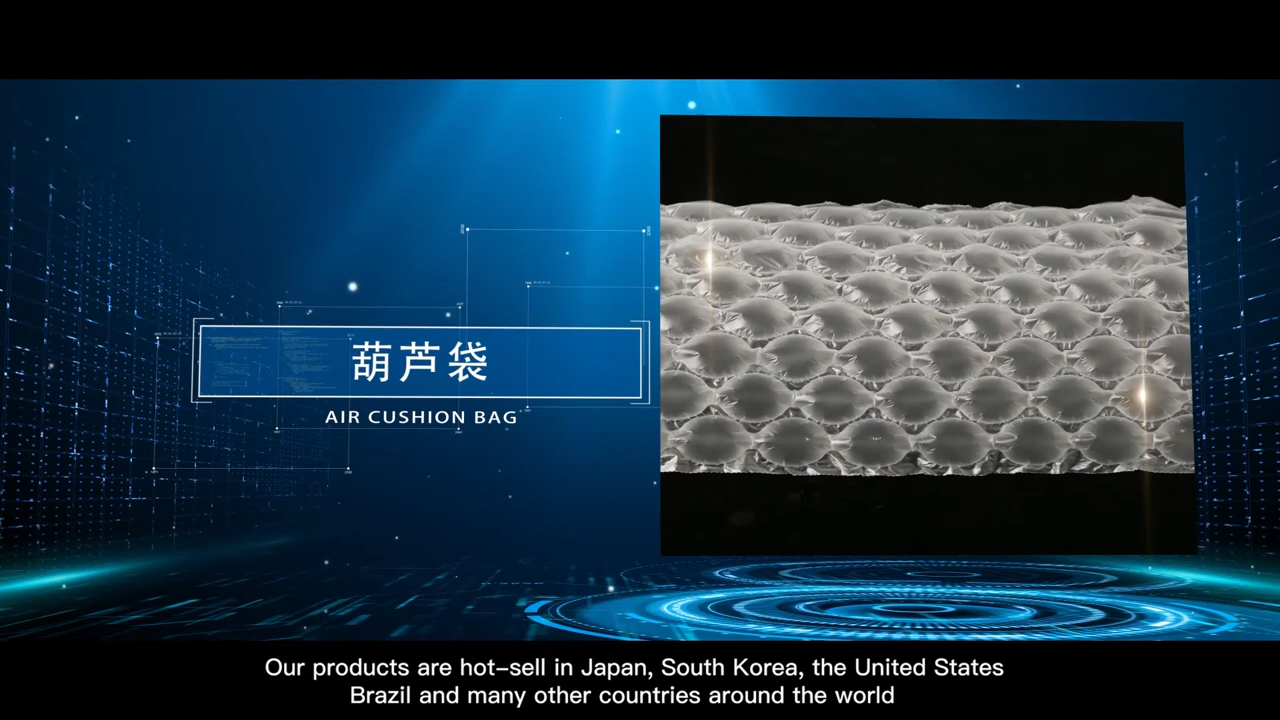 葫芦袋
AIR CUSHION BAG
Our products are hot-sell in Japan, South Korea, the United States
Brazil and many other countries around the world